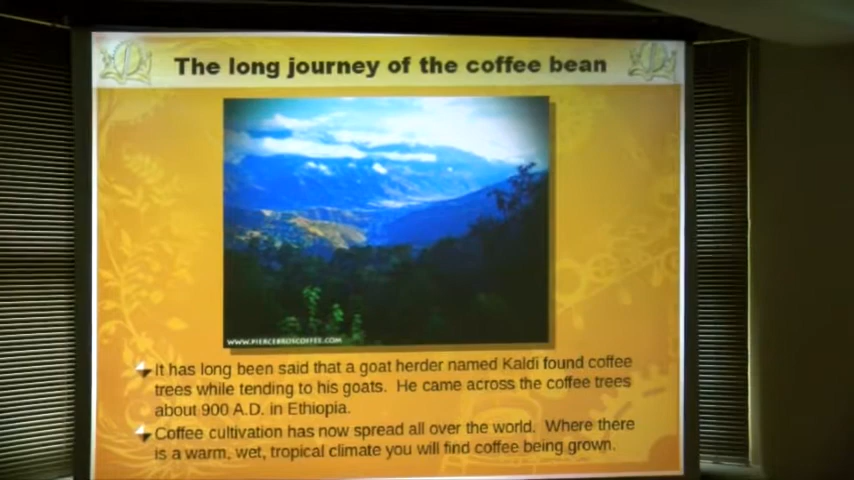 The long journey of the coffee bean
WWW.PIERCEBROSCOFFEE.COM
It has long been said that a goat herder named Kaldi found coffee
trees while tending to his goats. He came across the coffee trees
about 900 A.D. in Ethiopia.
Coffee cultivation has now spread all over the world. Where there
is a warm, wet, tropical climate you will find coffee being grown.